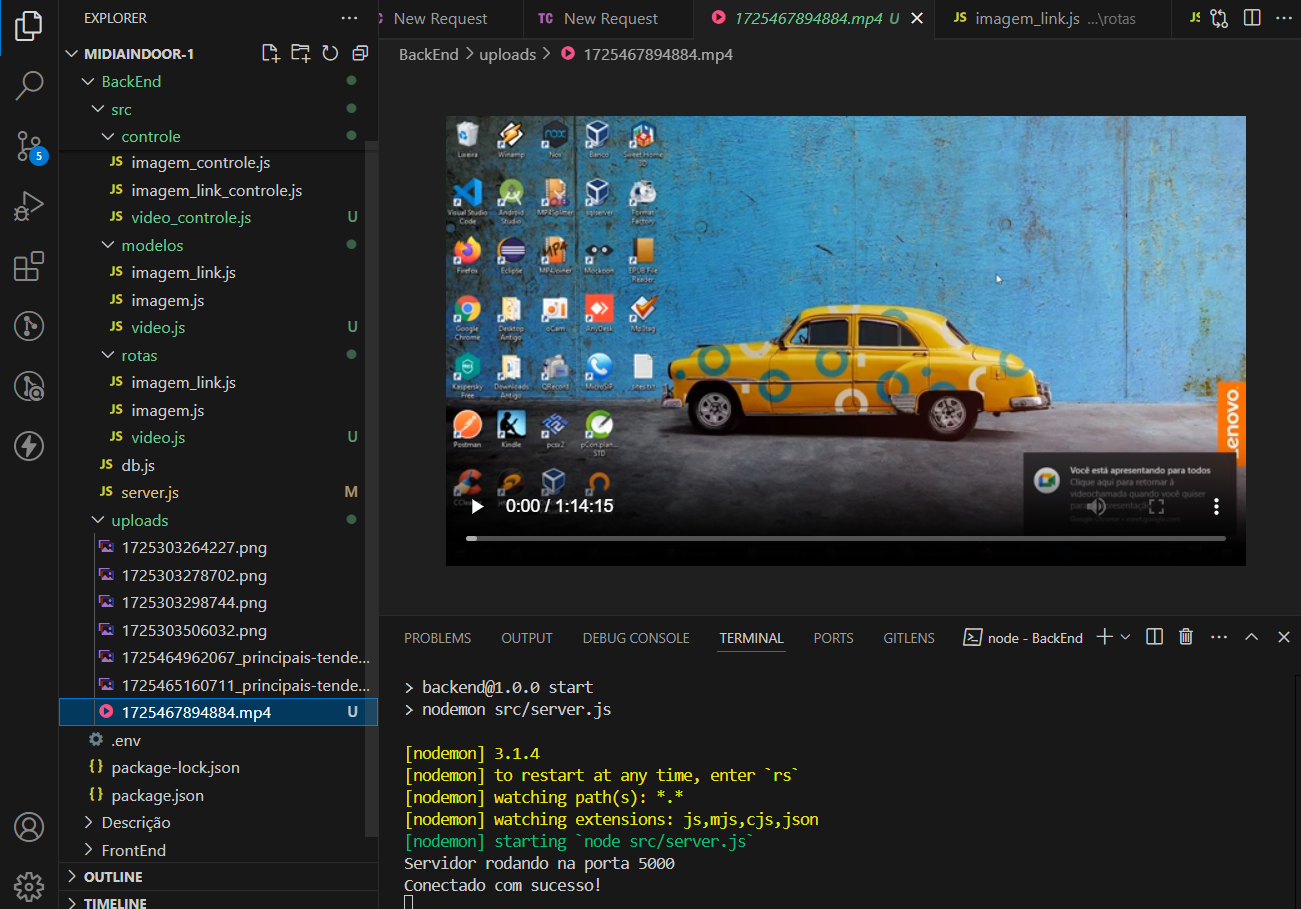 EXPLORER
MIDIAINDOOR-1
BackEnd
src
controle
JS imagem_controle.js
JS imagem_link_controle.js
JS video_controle.js U
modelos
JS imagem_link.js
JS imagem.js
JS video.js U
rotas
JS imagem_link.js
JS imagem.js
JS video.js U
JS db.js
JS server.js M
uploads
1725303264227.png
1725303278702.png
1725303298744.png
1725303506032.png
1725464962067_principais-tende...
1725465160711_principais-tende...
1725467894884.mp4 U
.env
{} package-lock.json
{} package.json
Descrição
FrontEnd
OUTLINE
TIMELINE
5
New Request
TC New Request
1725467894884.mp4 U
JS imagem_link.js ...\rotas
BackEnd > uploads > 1725467894884.mp4
Lixeira Winamp Nox Banco Sweet Home 3D
Visual Studio Code Android Studio MP4Splitter sqlserver Format Factory
Firefox Eclipse MP4Joiner Mockoon EPUB File Reader
Google Chrome Desktop Antigo oCam AnyDesk Mp3tag
Kaspersky Free Downloads Antigo QRecord MicroSIP sites.txt
Postman Kindle pcsx2
STD
Lenovo
Você está apresentando para todos
Clique aqui para retornar à
videochamada quando você quiser
0:00 / 1:14:15
PROBLEMS OUTPUT DEBUG CONSOLE TERMINAL PORTS GITLENS node - BackEnd
> backend@1.0.0 start
> nodemon src/server.js
[nodemon] 3.1.4
[nodemon] to restart at any time, enter `rs`
[nodemon] watching path(s): *.*
[nodemon] watching extensions: js,mjs,cjs,json
[nodemon] starting `node src/server.js`
Servidor rodando na porta 5000
Conectado com sucesso!